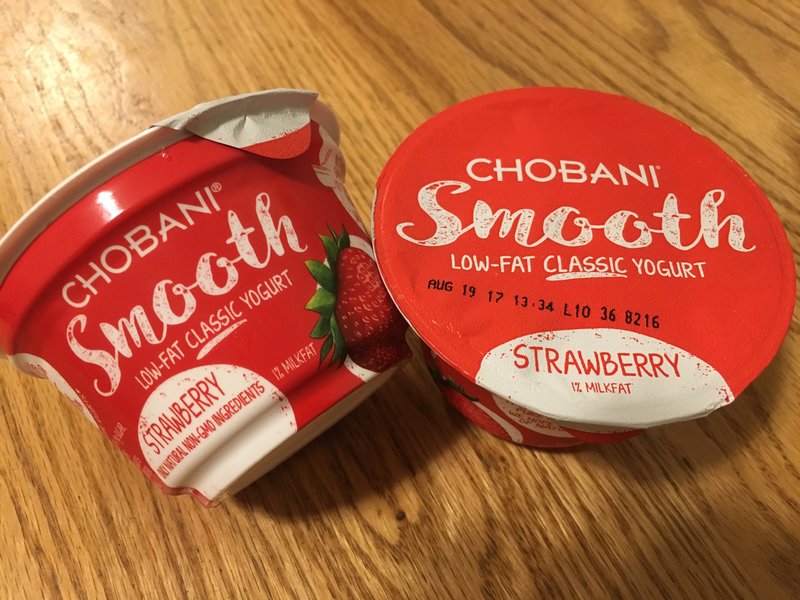 CHOBANI®
Smooth
LOW-FAT CLASSIC YOGURT
1% MILKFAT
STRAWBERRY
NATURAL NON-GMO INGREDIENTS
CHOBANI®
Smooth
LOW-FAT CLASSIC YOGURT
AUG 19 17 13:34 L10 36 8216
STRAWBERRY
1% MILKFAT